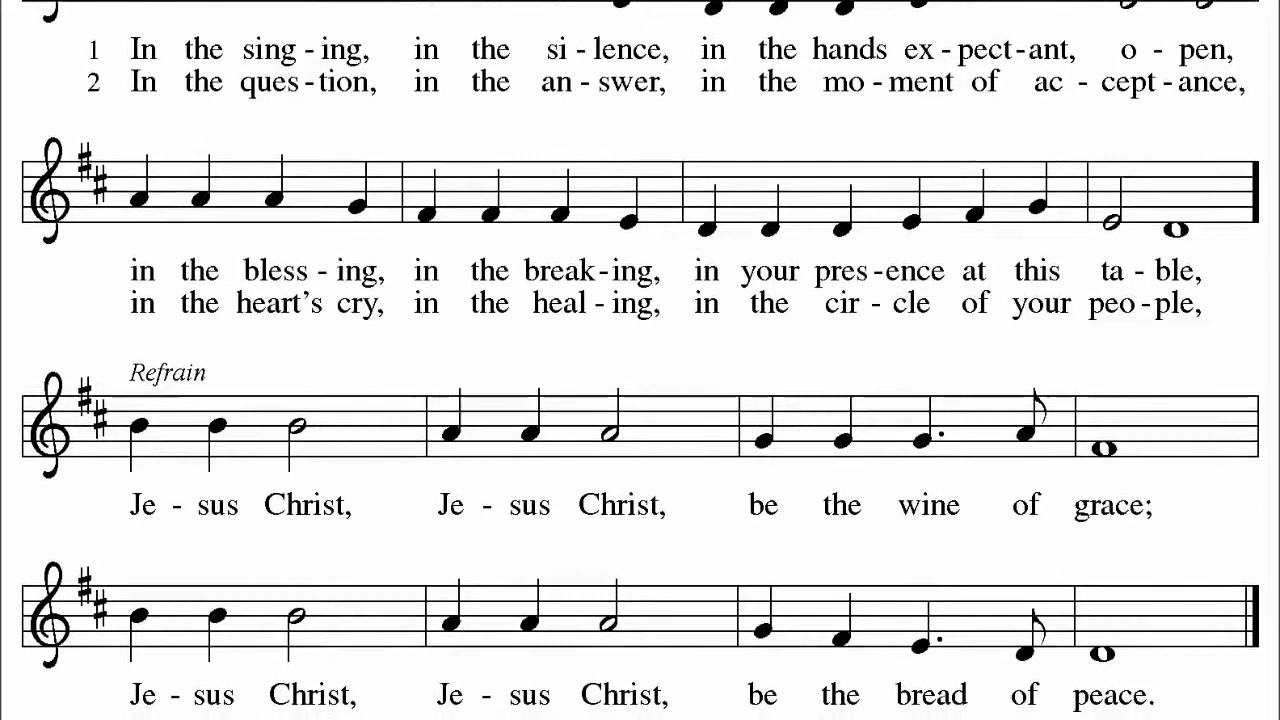 1 In the sing - ing, in the si - lence, in the hands ex - pect - ant, o - pen,
2 In the ques - tion, in the an - swer, in the mo - ment of ac - cept - ance,
in the bless - ing, in the break - ing, in your pres - ence at this ta - ble,
in the heart's cry, in the heal - ing, in the cir - cle of your peo - ple,
Refrain
Je - sus Christ, Je - sus Christ, be the wine of grace;
Je - sus Christ, Je - sus Christ, be the bread of peace.